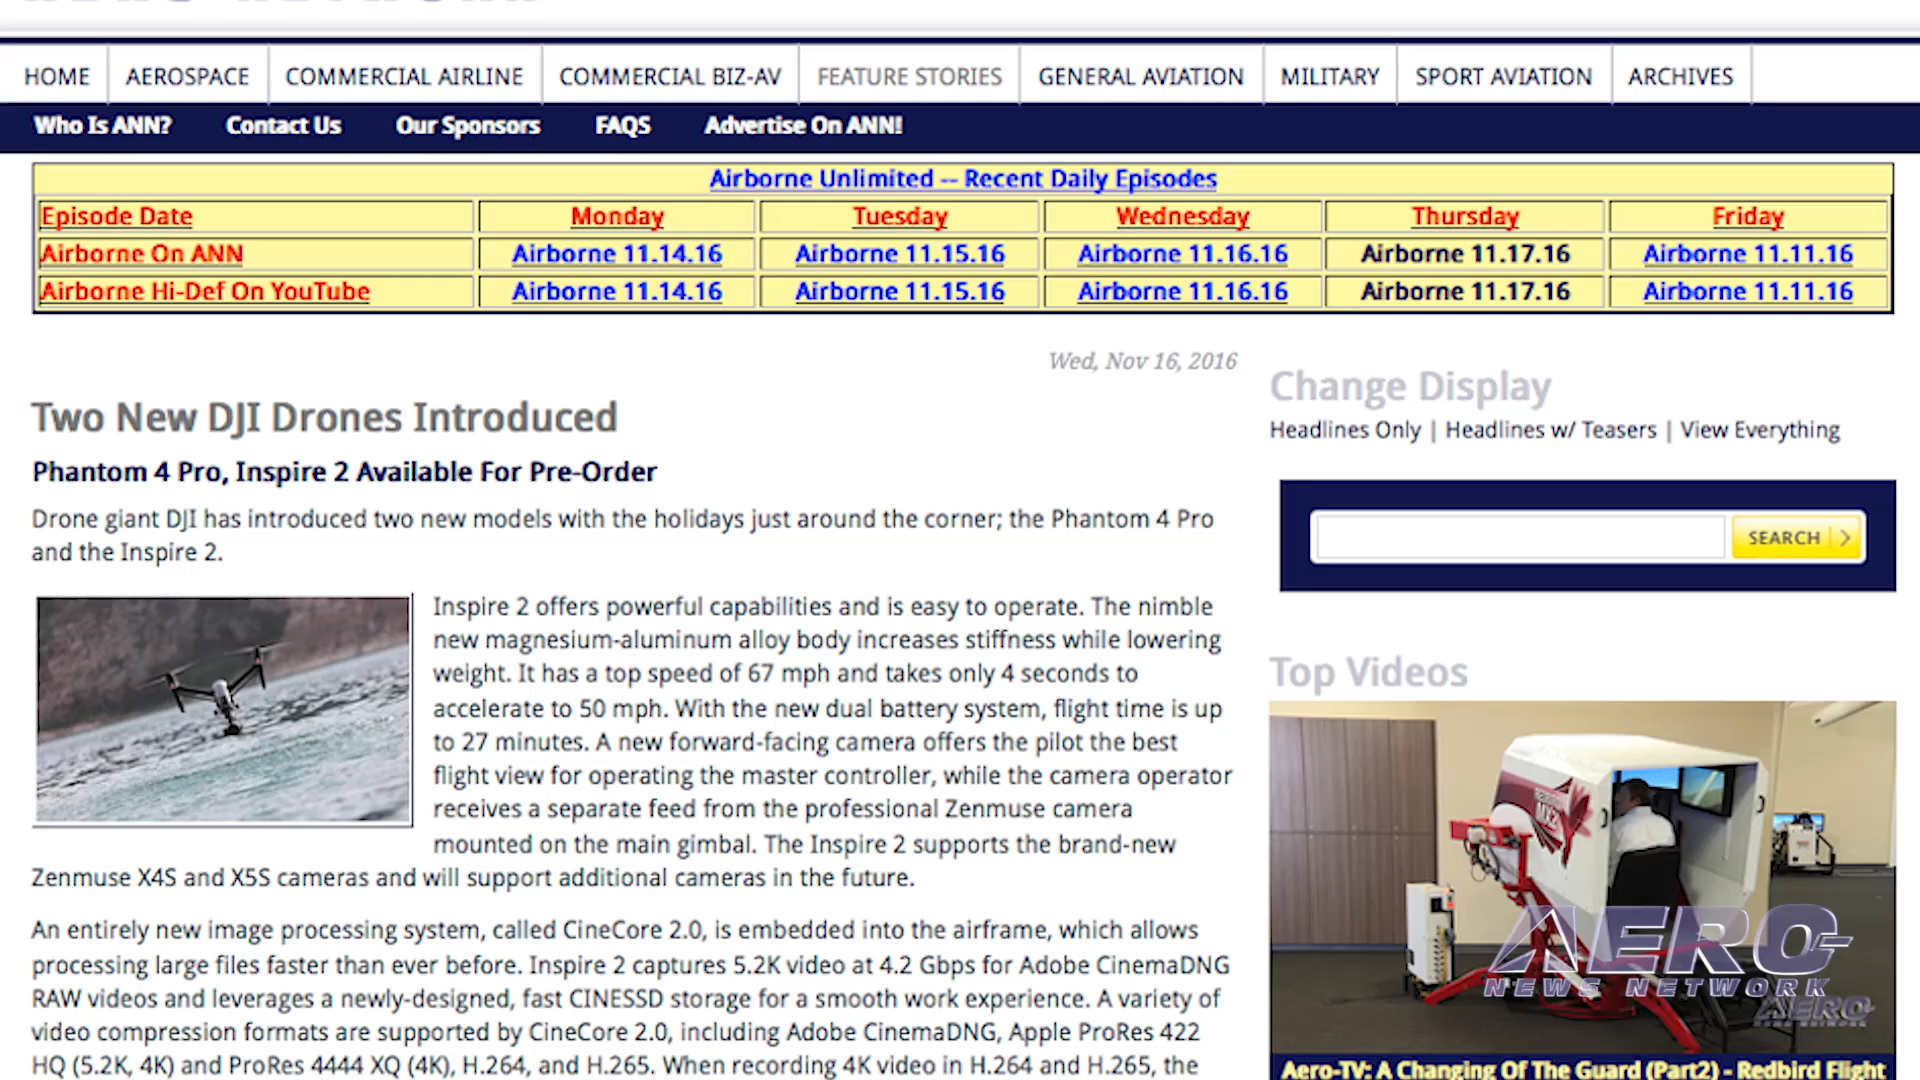 HOME AEROSPACE COMMERCIAL AIRLINE COMMERCIAL BIZ-AV FEATURE STORIES GENERAL AVIATION MILITARY SPORT AVIATION ARCHIVES
Who Is ANN? Contact Us Our Sponsors FAQS Advertise On ANN!
Airborne Unlimited -- Recent Daily Episodes
Episode Date Monday Tuesday Wednesday Thursday Friday
Airborne On ANN Airborne 11.14.16 Airborne 11.15.16 Airborne 11.16.16 Airborne 11.17.16 Airborne 11.11.16
Airborne Hi-Def On YouTube Airborne 11.14.16 Airborne 11.15.16 Airborne 11.16.16 Airborne 11.17.16 Airborne 11.11.16
Wed, Nov 16, 2016
Two New DJI Drones Introduced
Phantom 4 Pro, Inspire 2 Available For Pre-Order
Drone giant DJI has introduced two new models with the holidays just around the corner; the Phantom 4 Pro
and the Inspire 2.
Inspire 2 offers powerful capabilities and is easy to operate. The nimble
new magnesium-aluminum alloy body increases stiffness while lowering
weight. It has a top speed of 67 mph and takes only 4 seconds to
accelerate to 50 mph. With the new dual battery system, flight time is up
to 27 minutes. A new forward-facing camera offers the pilot the best
flight view for operating the master controller, while the camera operator
receives a separate feed from the professional Zenmuse camera
mounted on the main gimbal. The Inspire 2 supports the brand-new
Zenmuse X4S and X5S cameras and will support additional cameras in the future.
An entirely new image processing system, called CineCore 2.0, is embedded into the airframe, which allows
processing large files faster than ever before. Inspire 2 captures 5.2K video at 4.2 Gbps for Adobe CinemaDNG
RAW videos and leverages a newly-designed, fast CINESSD storage for a smooth work experience. A variety of
video compression formats are supported by CineCore 2.0, including Adobe CinemaDNG, Apple ProRes 422
HQ (5.2K, 4K) and ProRes 4444 XQ (4K), H.264, and H.265. When recording 4K video in H.264 and H.265, the
Change Display
Headlines Only | Headlines w/ Teasers | View Everything
SEARCH
Top Videos
AERO-
NEWS NETWORK
AERO
Aero-TV: A Changing Of The Guard (Part2) - Redbird Flight